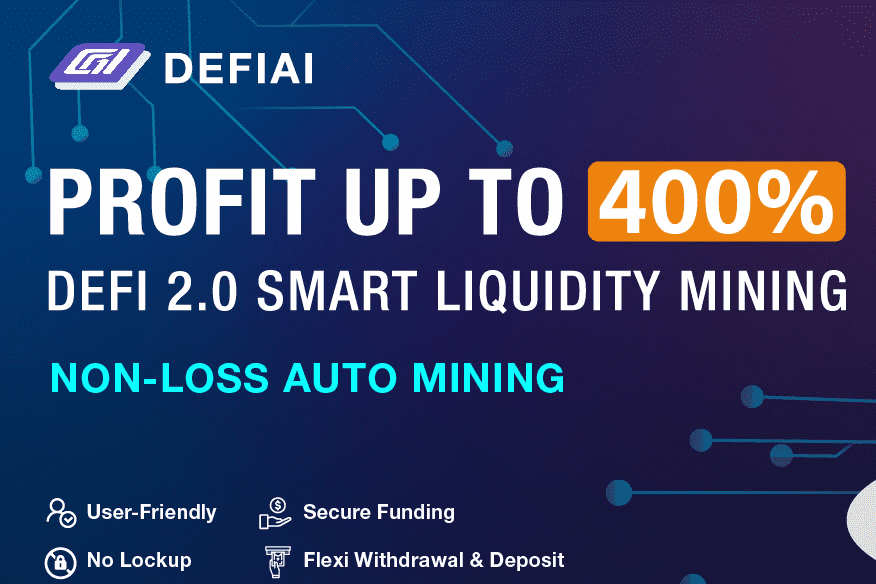 DEFIAI
PROFIT UP TO 400%
DEFI 2.0 SMART LIQUIDITY MINING
NON-LOSS AUTO MINING
User-Friendly
Secure Funding
No Lockup
Flexi Withdrawal & Deposit